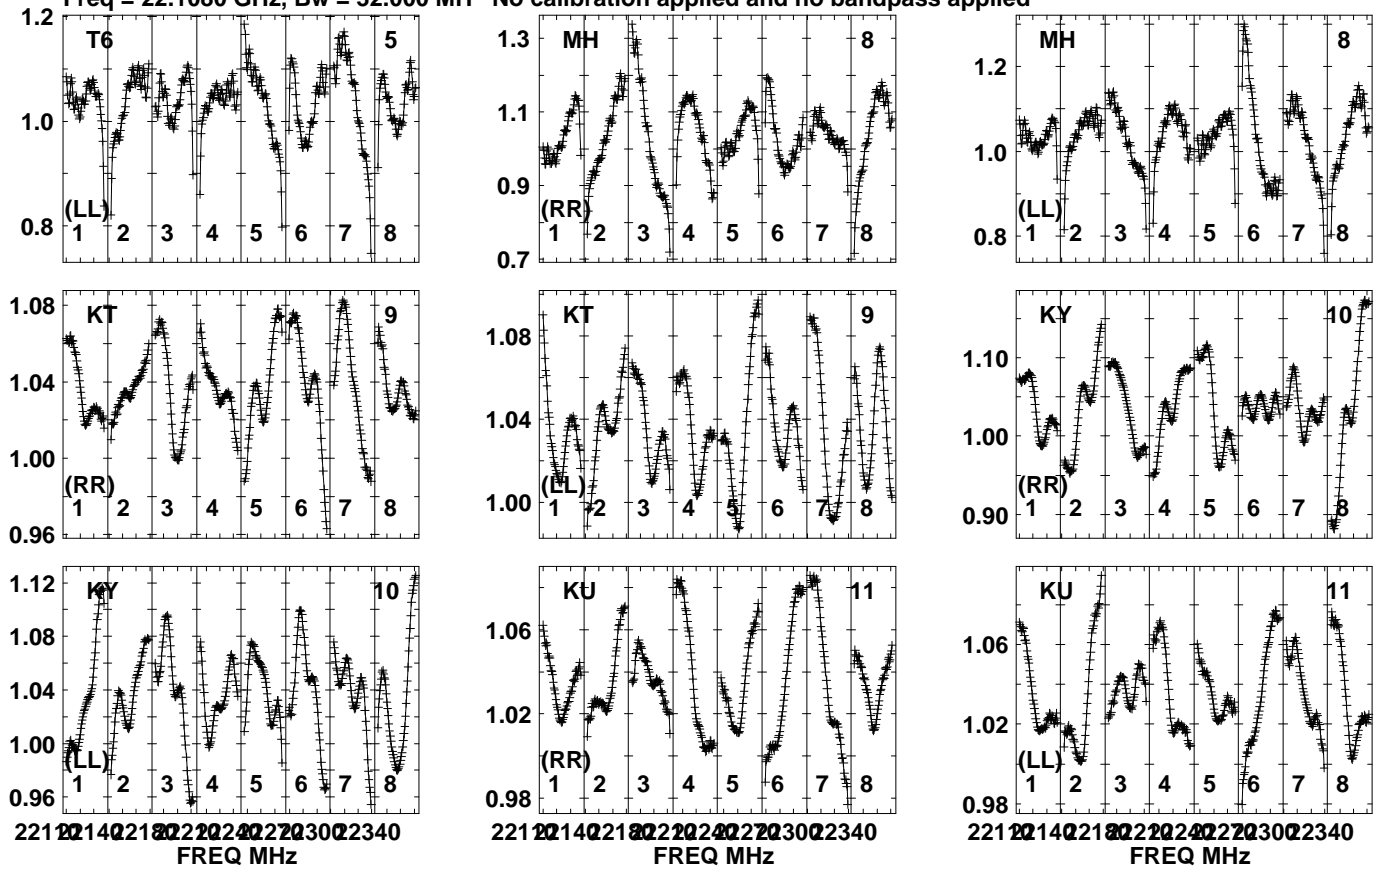 Freq = 22.1080 GHz, Bw = 32.000 MH No calibration applied and no bandpass applied
1.2
1.0
0.8
T6
5
(LL)
1 2 3 4 5 6 7 8
1.3
1.1
0.9
0.7
MH
8
(RR)
1 2 3 4 5 6 7 8
1.2
1.0
0.8
MH
8
(LL)
1 2 3 4 5 6 7 8
1.08
1.04
1.00
0.96
KT
9
(RR)
1 2 3 4 5 6 7 8
1.08
1.04
1.00
KT
9
(LL)
1 2 3 4 5 6 7 8
1.10
1.00
0.90
KY
10
(RR)
1 2 3 4 5 6 7 8
1.12
1.08
1.04
1.00
0.96
KY
10
(LL)
1 2 3 4 5 6 7 8
1.06
1.02
0.98
KU
11
(RR)
1 2 3 4 5 6 7 8
1.06
1.02
0.98
KU
11
(LL)
1 2 3 4 5 6 7 8
22340
22340
22340
FREQ MHz
FREQ MHz
FREQ MHz